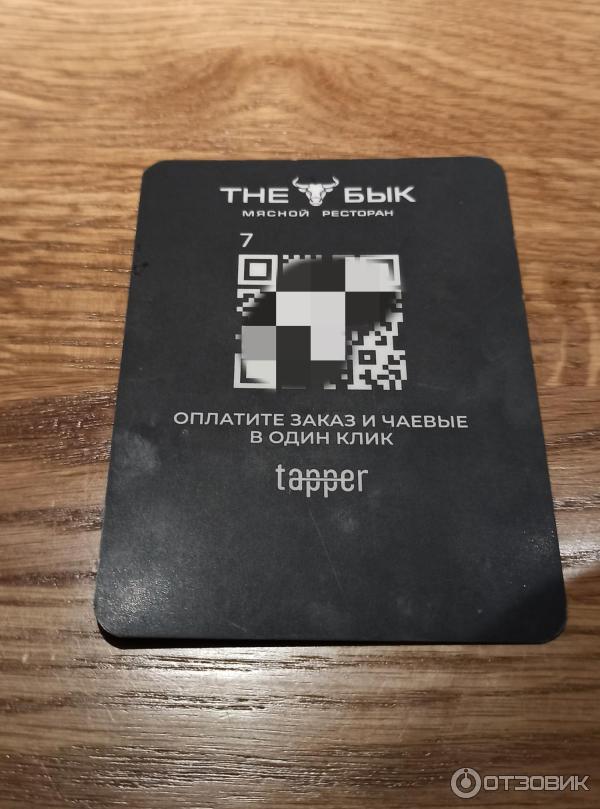 THE БЫК
МЯСНОЙ РЕСТОРАН
7
ОПЛАТИТЕ ЗАКАЗ И ЧАЕВЫЕ
В ОДИН КЛИК
tapper
ОТЗОВИК